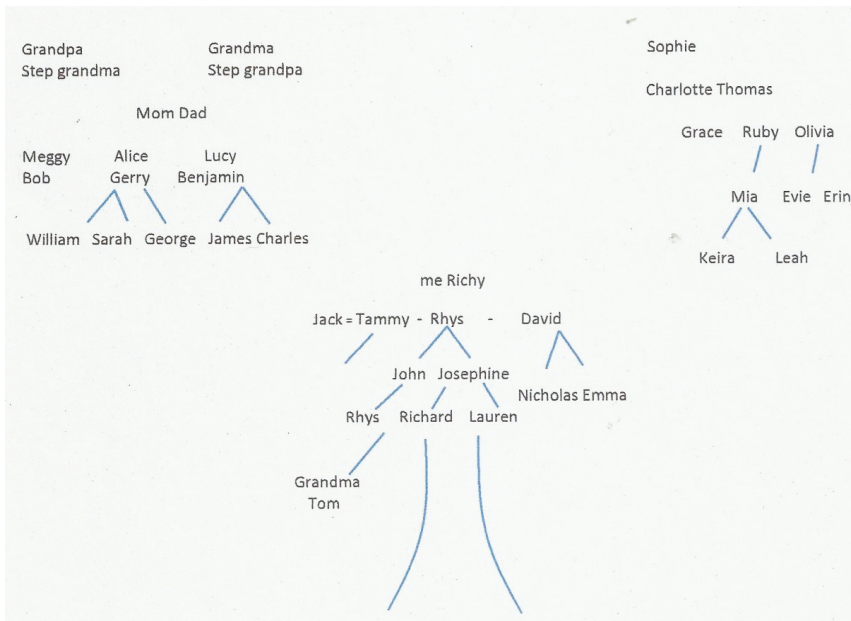 Grandpa Grandma
Step grandma Step grandpa
Mom Dad
Meggy Alice Lucy
Bob Gerry Benjamin
William Sarah George James Charles
Sophie
Charlotte Thomas
Grace Ruby Olivia
Mia Evie Erin
Keira Leah
me Richy
Jack = Tammy - Rhys - David
John Josephine
Nicholas Emma
Rhys Richard Lauren
Grandma
Tom